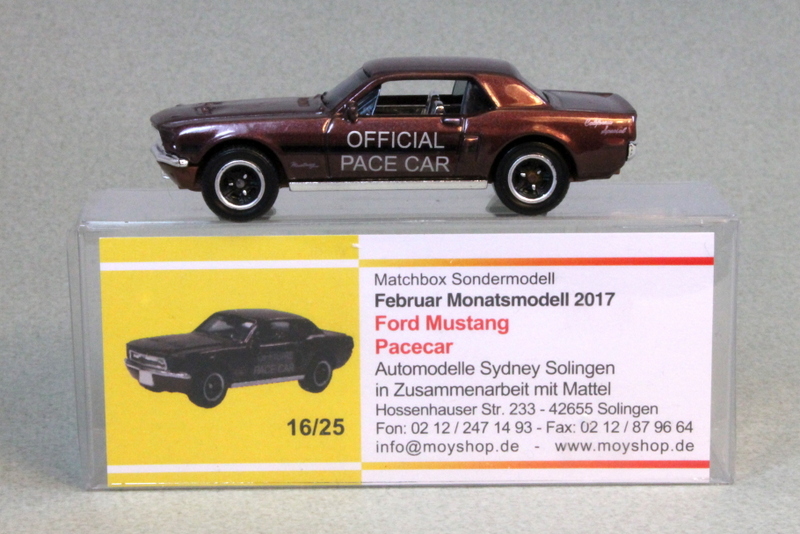 OFFICIAL
PACE CAR
Matchbox Sondermodell
Februar Monatsmodell 2017
Ford Mustang
Pacecar
Automodelle Sydney Solingen
in Zusammenarbeit mit Mattel
Hossenhauser Str. 233 - 42655 Solingen
Fon: 02 12 / 247 14 93 - Fax: 02 12 / 87 96 64
info@moyshop.de - www.moyshop.de
PACE CAR
16/25